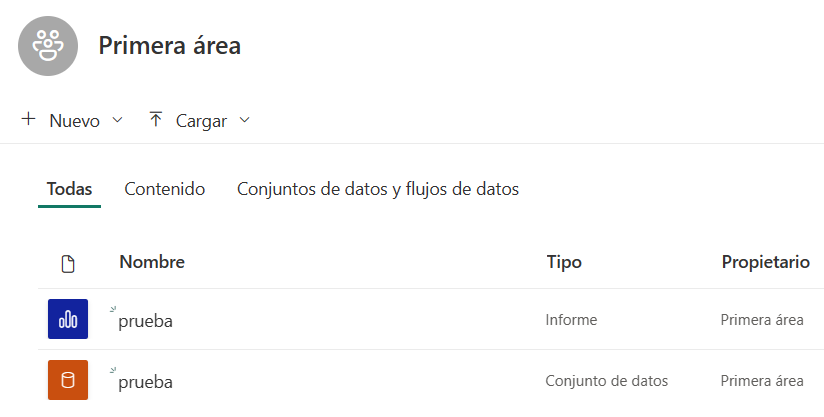 Primera área
Nuevo Cargar
Todas Contenido Conjuntos de datos y flujos de datos
Nombre Tipo Propietario
prueba Informe Primera área
prueba Conjunto de datos Primera área